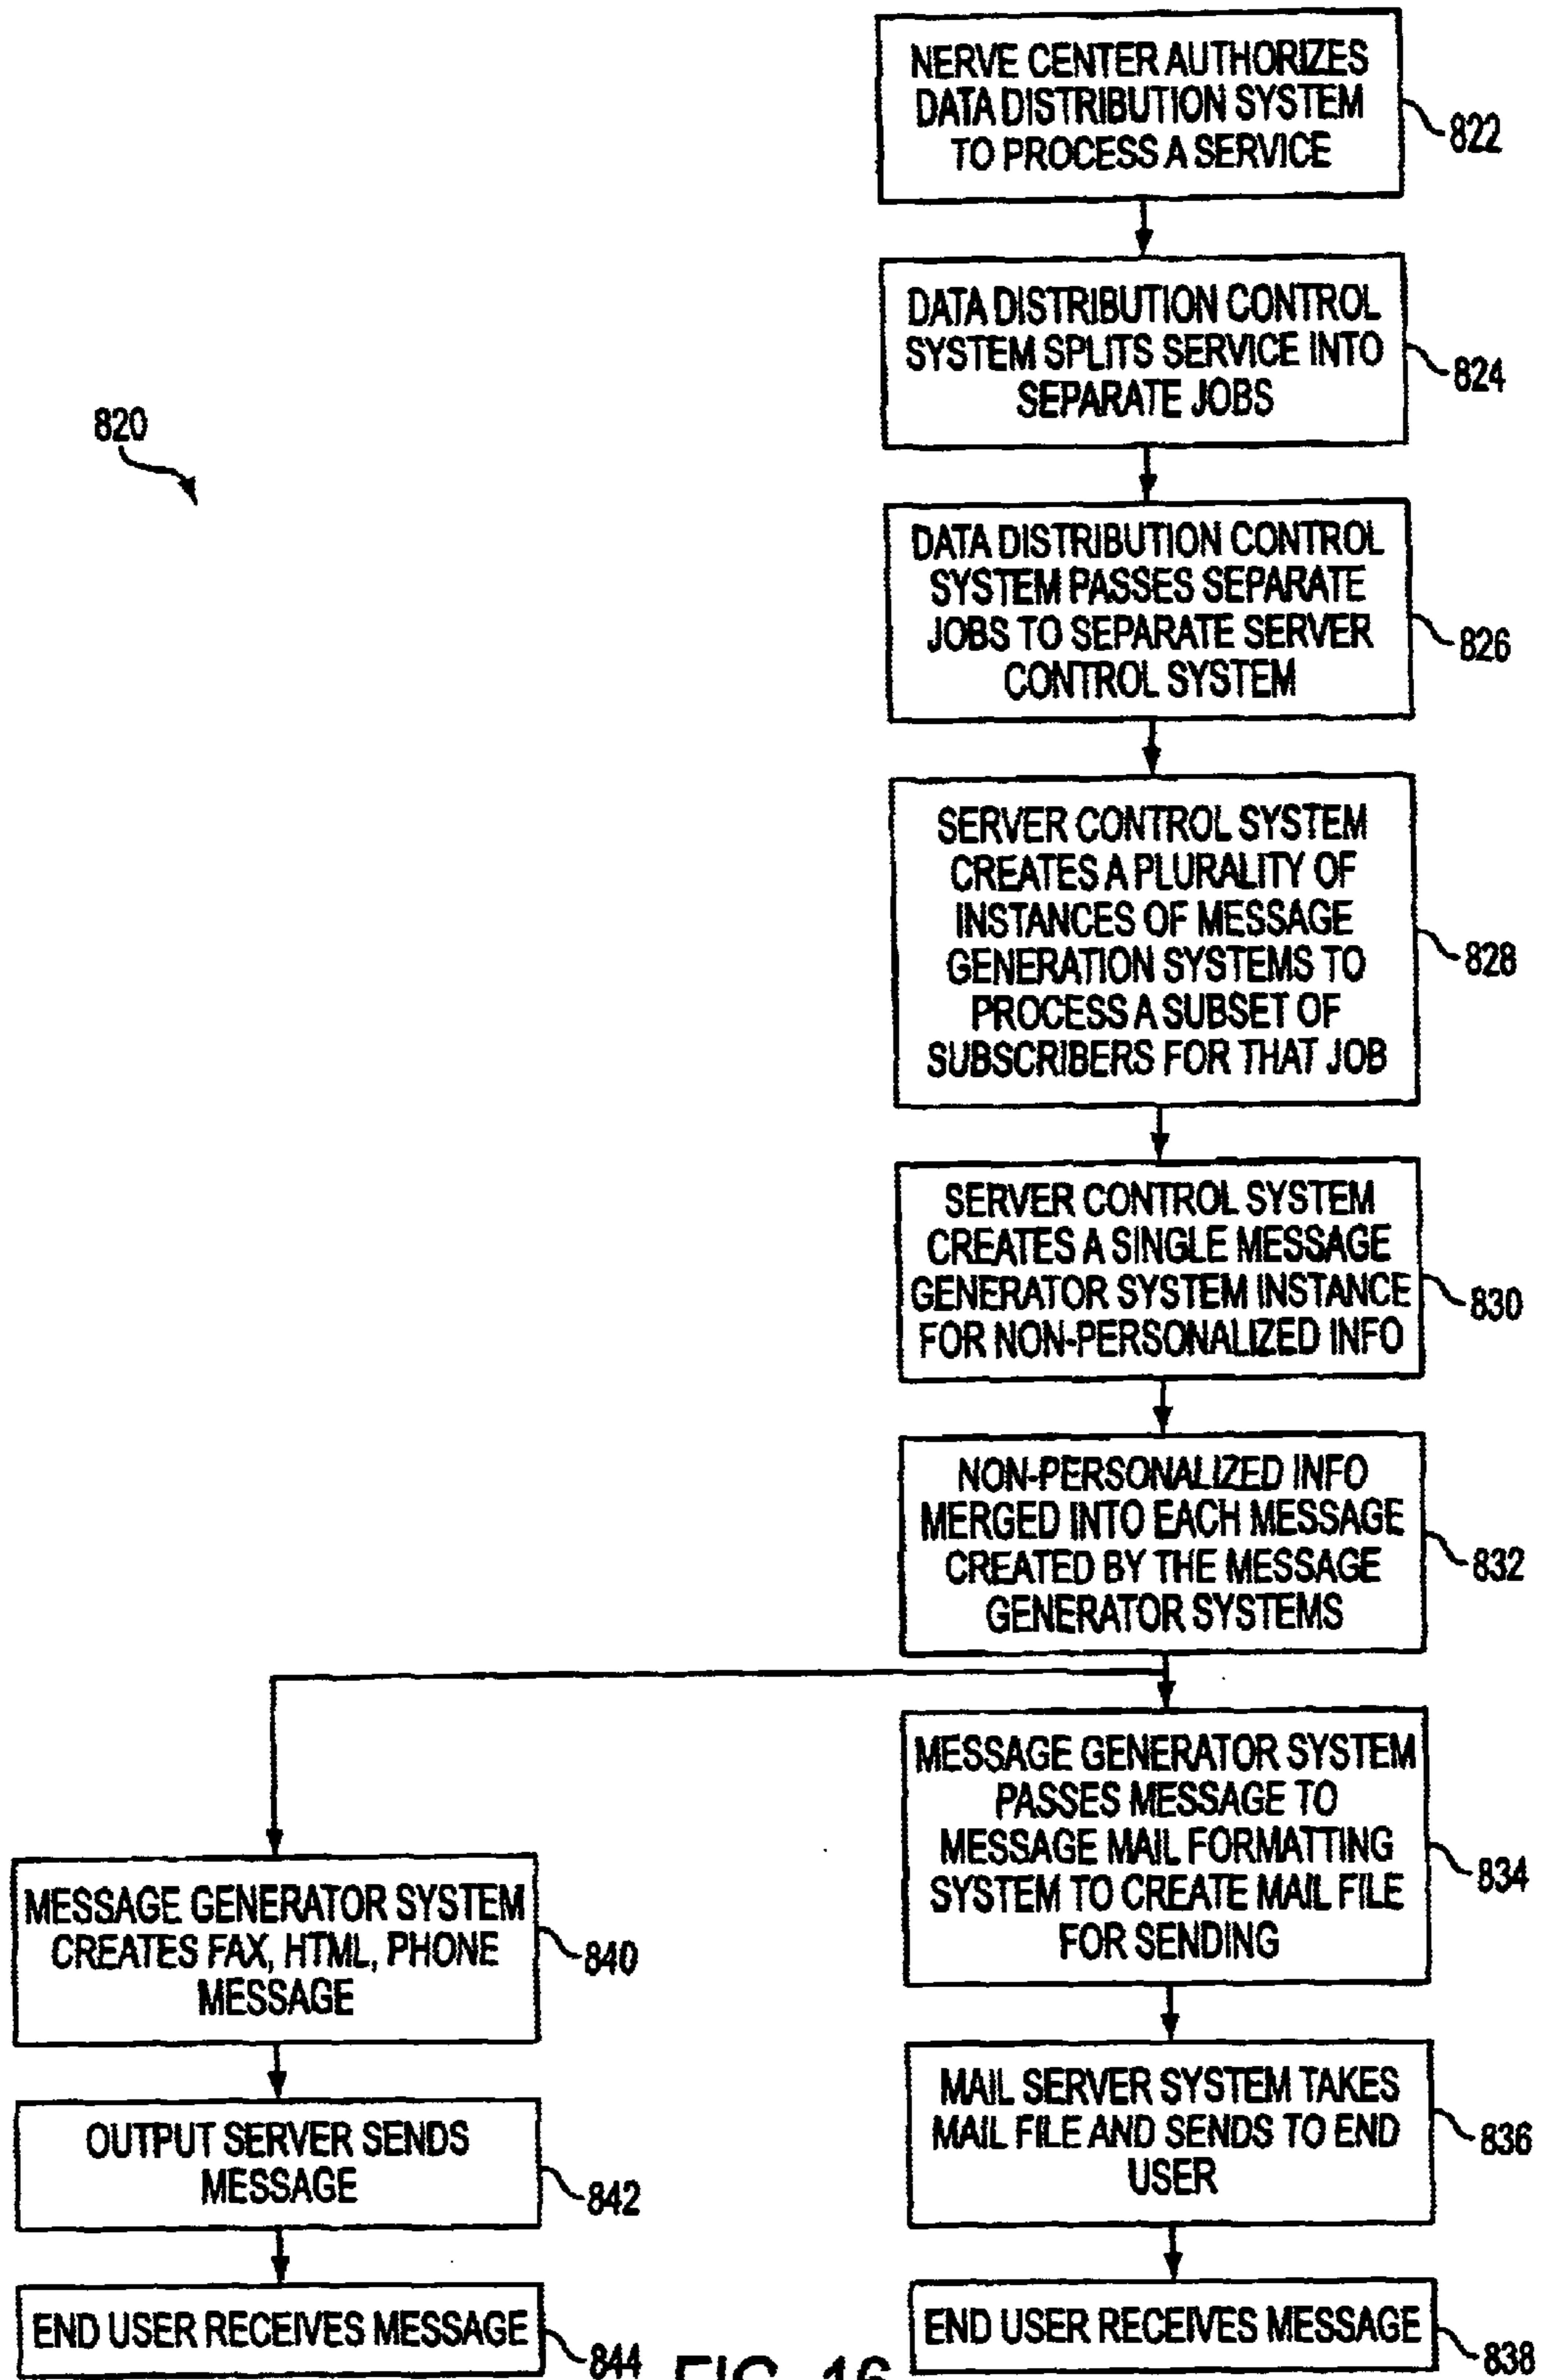 NERVE CENTER AUTHORIZES
DATA DISTRIBUTION SYSTEM
TO PROCESS A SERVICE
822
DATA DISTRIBUTION CONTROL
SYSTEM SPLITS SERVICE INTO
SEPARATE JOBS
824
820
DATA DISTRIBUTION CONTROL
SYSTEM PASSES SEPARATE
JOBS TO SEPARATE SERVER
CONTROL SYSTEM
826
SERVER CONTROL SYSTEM
CREATES A PLURALITY OF
INSTANCES OF MESSAGE
GENERATION SYSTEMS TO
PROCESS A SUBSET OF
SUBSCRIBERS FOR THAT JOB
828
SERVER CONTROL SYSTEM
CREATES A SINGLE MESSAGE
GENERATOR SYSTEM INSTANCE
FOR NON-PERSONALIZED INFO
830
NON-PERSONALIZED INFO
MERGED INTO EACH MESSAGE
CREATED BY THE MESSAGE
GENERATOR SYSTEMS
832
MESSAGE GENERATOR SYSTEM
PASSES MESSAGE TO
MESSAGE MAIL FORMATTING
SYSTEM TO CREATE MAIL FILE
FOR SENDING
834
MESSAGE GENERATOR SYSTEM
CREATES FAX, HTML, PHONE
MESSAGE
840
MAIL SERVER SYSTEM TAKES
MAIL FILE AND SENDS TO END
USER
836
OUTPUT SERVER SENDS
MESSAGE
842
END USER RECEIVES MESSAGE
844
END USER RECEIVES MESSAGE
838
FIG. 16